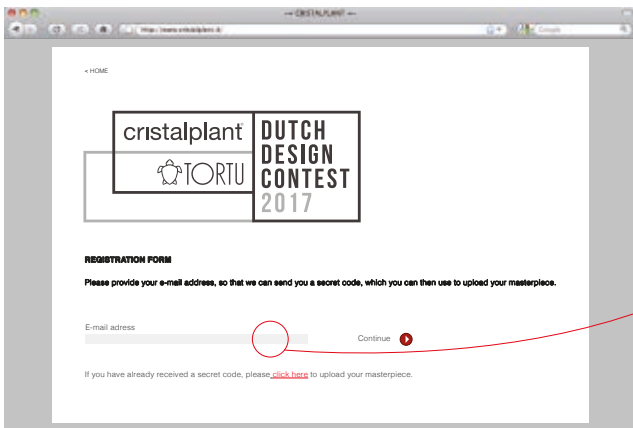 — CRISTALPLANT —
Google
< HOME
cristalplant
TORTU
DUTCH
DESIGN
CONTEST
2017
REGISTRATION FORM
Please provide your e-mail address, so that we can send you a secret code, which you can then use to upload your masterpiece.
E-mail adress
Continue
If you have already received a secret code, please click here to upload your masterpiece.